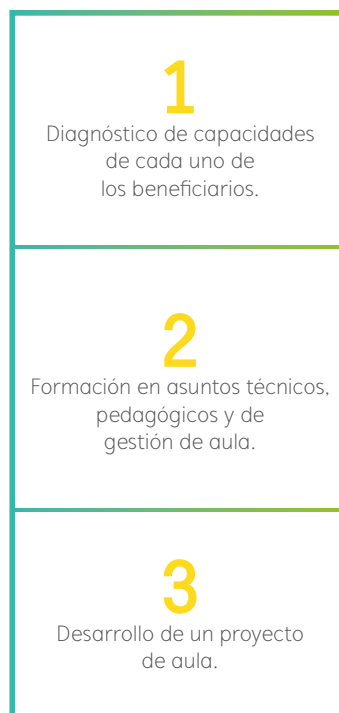 1
Diagnóstico de capacidades
de cada uno de
los beneficiarios.
2
Formación en asuntos técnicos,
pedagógicos y de
gestión de aula.
3
Desarrollo de un proyecto
de aula.